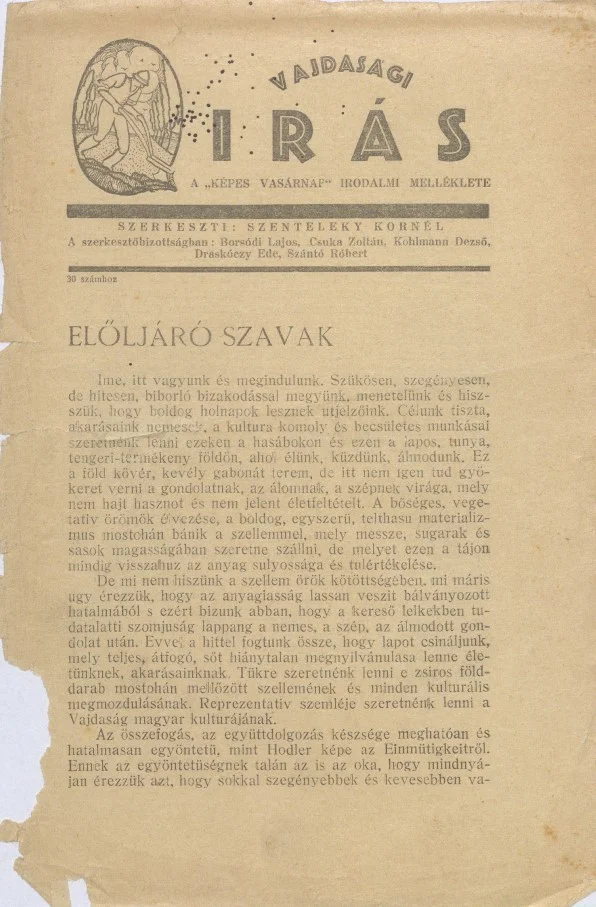 VAJDASÁGI
IRÁS
A „KÉPES VASÁRNAP" IRODALMI MELLÉKLETE
SZERKESZTI: SZENTELEKY KORNÉL
A szerkesztőbizottságban: Borsódi Lajos, Csuka Zoltán, Kohlmann Dezső,
Draskóczy Ede, Szántó Róbert
30 számhoz
ELŐLJÁRÓ SZAVAK
Ime, itt vagyunk és megindulunk. Szükösen, szegényesen,
de hitesen, biborló bizakodással megyünk, menetelünk és hisz-
szük, hogy boldog holnapok lesznek utjelzőink. Célunk tiszta,
akarásaink nemesek, a kultura komoly és becsületes munkásai
szeretnénk lenni ezeken a hasábokon és ezen a lapos, tunya,
tengeri-termékeny földön, ahol élünk, küzdünk, álmodunk. Ez
a föld kövér, kevély gabonát terem, de itt nem igen tud gyö-
keret verni a gondolatnak, az álomnak, a szépnek virága, mely
nem hajt hasznot és nem jelent életfeltételt. A bőséges, vege-
tativ örömök élvezése, a boldog, egyszerü, telthasu materializ-
mus mostohán bánik a szellemmel, mely messze, sugarak és
sasok magasságában szeretne szállni, de melyet ezen a tájon
mindig visszahuz az anyag sulyossága és tulértékelése.
De mi nem hiszünk a szellem örök kötöttségében, mi máris
ugy érezzük, hogy az anyagiasság lassan veszit bálványozott
hatalmából s ezért bizunk abban, hogy a kereső lelkekben tu-
datalatti szomjuság lappang a nemes, a szép, az álmodott gon-
dolat után. Evvel a hittel fogtunk össze, hogy lapot csináljunk,
mely teljes, átfogó, sőt hiánytalan megnyilvánulása lenne éle-
tünknek, akarásainknak. Tükre szeretnénk lenni e zsiros föld-
darab mostohán mellőzött szellemének és minden kulturális
megmozdulásának. Reprezentativ szemléje szeretnénk lenni a
Vajdaság magyar kulturájának.
Az összefogás, az együttdolgozás készsége meghatóan és
hatalmasan egyöntetü, mint Hodler képe az Einmütigkeitről.
Ennek az egyöntetüségnek talán az is az oka, hogy mindnyá-
jan érezzük azt, hogy sokkal szegényebbek és kevesebben va-